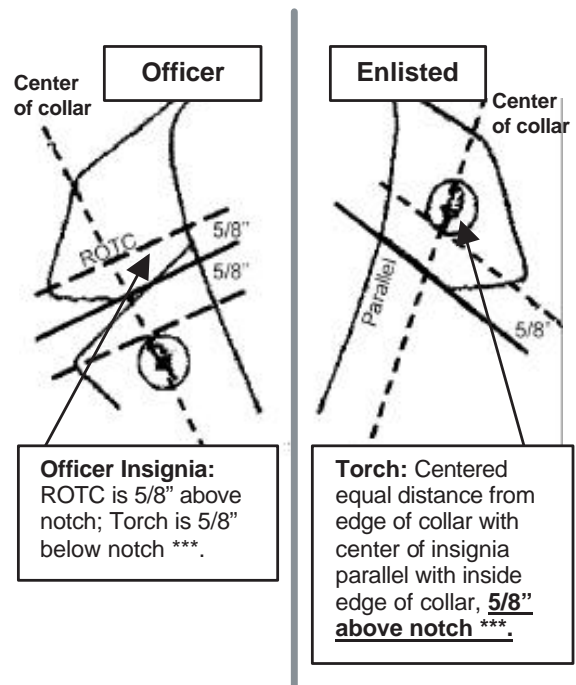 Officer
Center
of collar
ROTC
5/8"
5/8"
Officer Insignia:
ROTC is 5/8” above
notch; Torch is 5/8”
below notch ***.
Enlisted
Center
of collar
Parallel
5/8"
Torch: Centered
equal distance from
edge of collar with
center of insignia
parallel with inside
edge of collar, 5/8”
above notch ***.